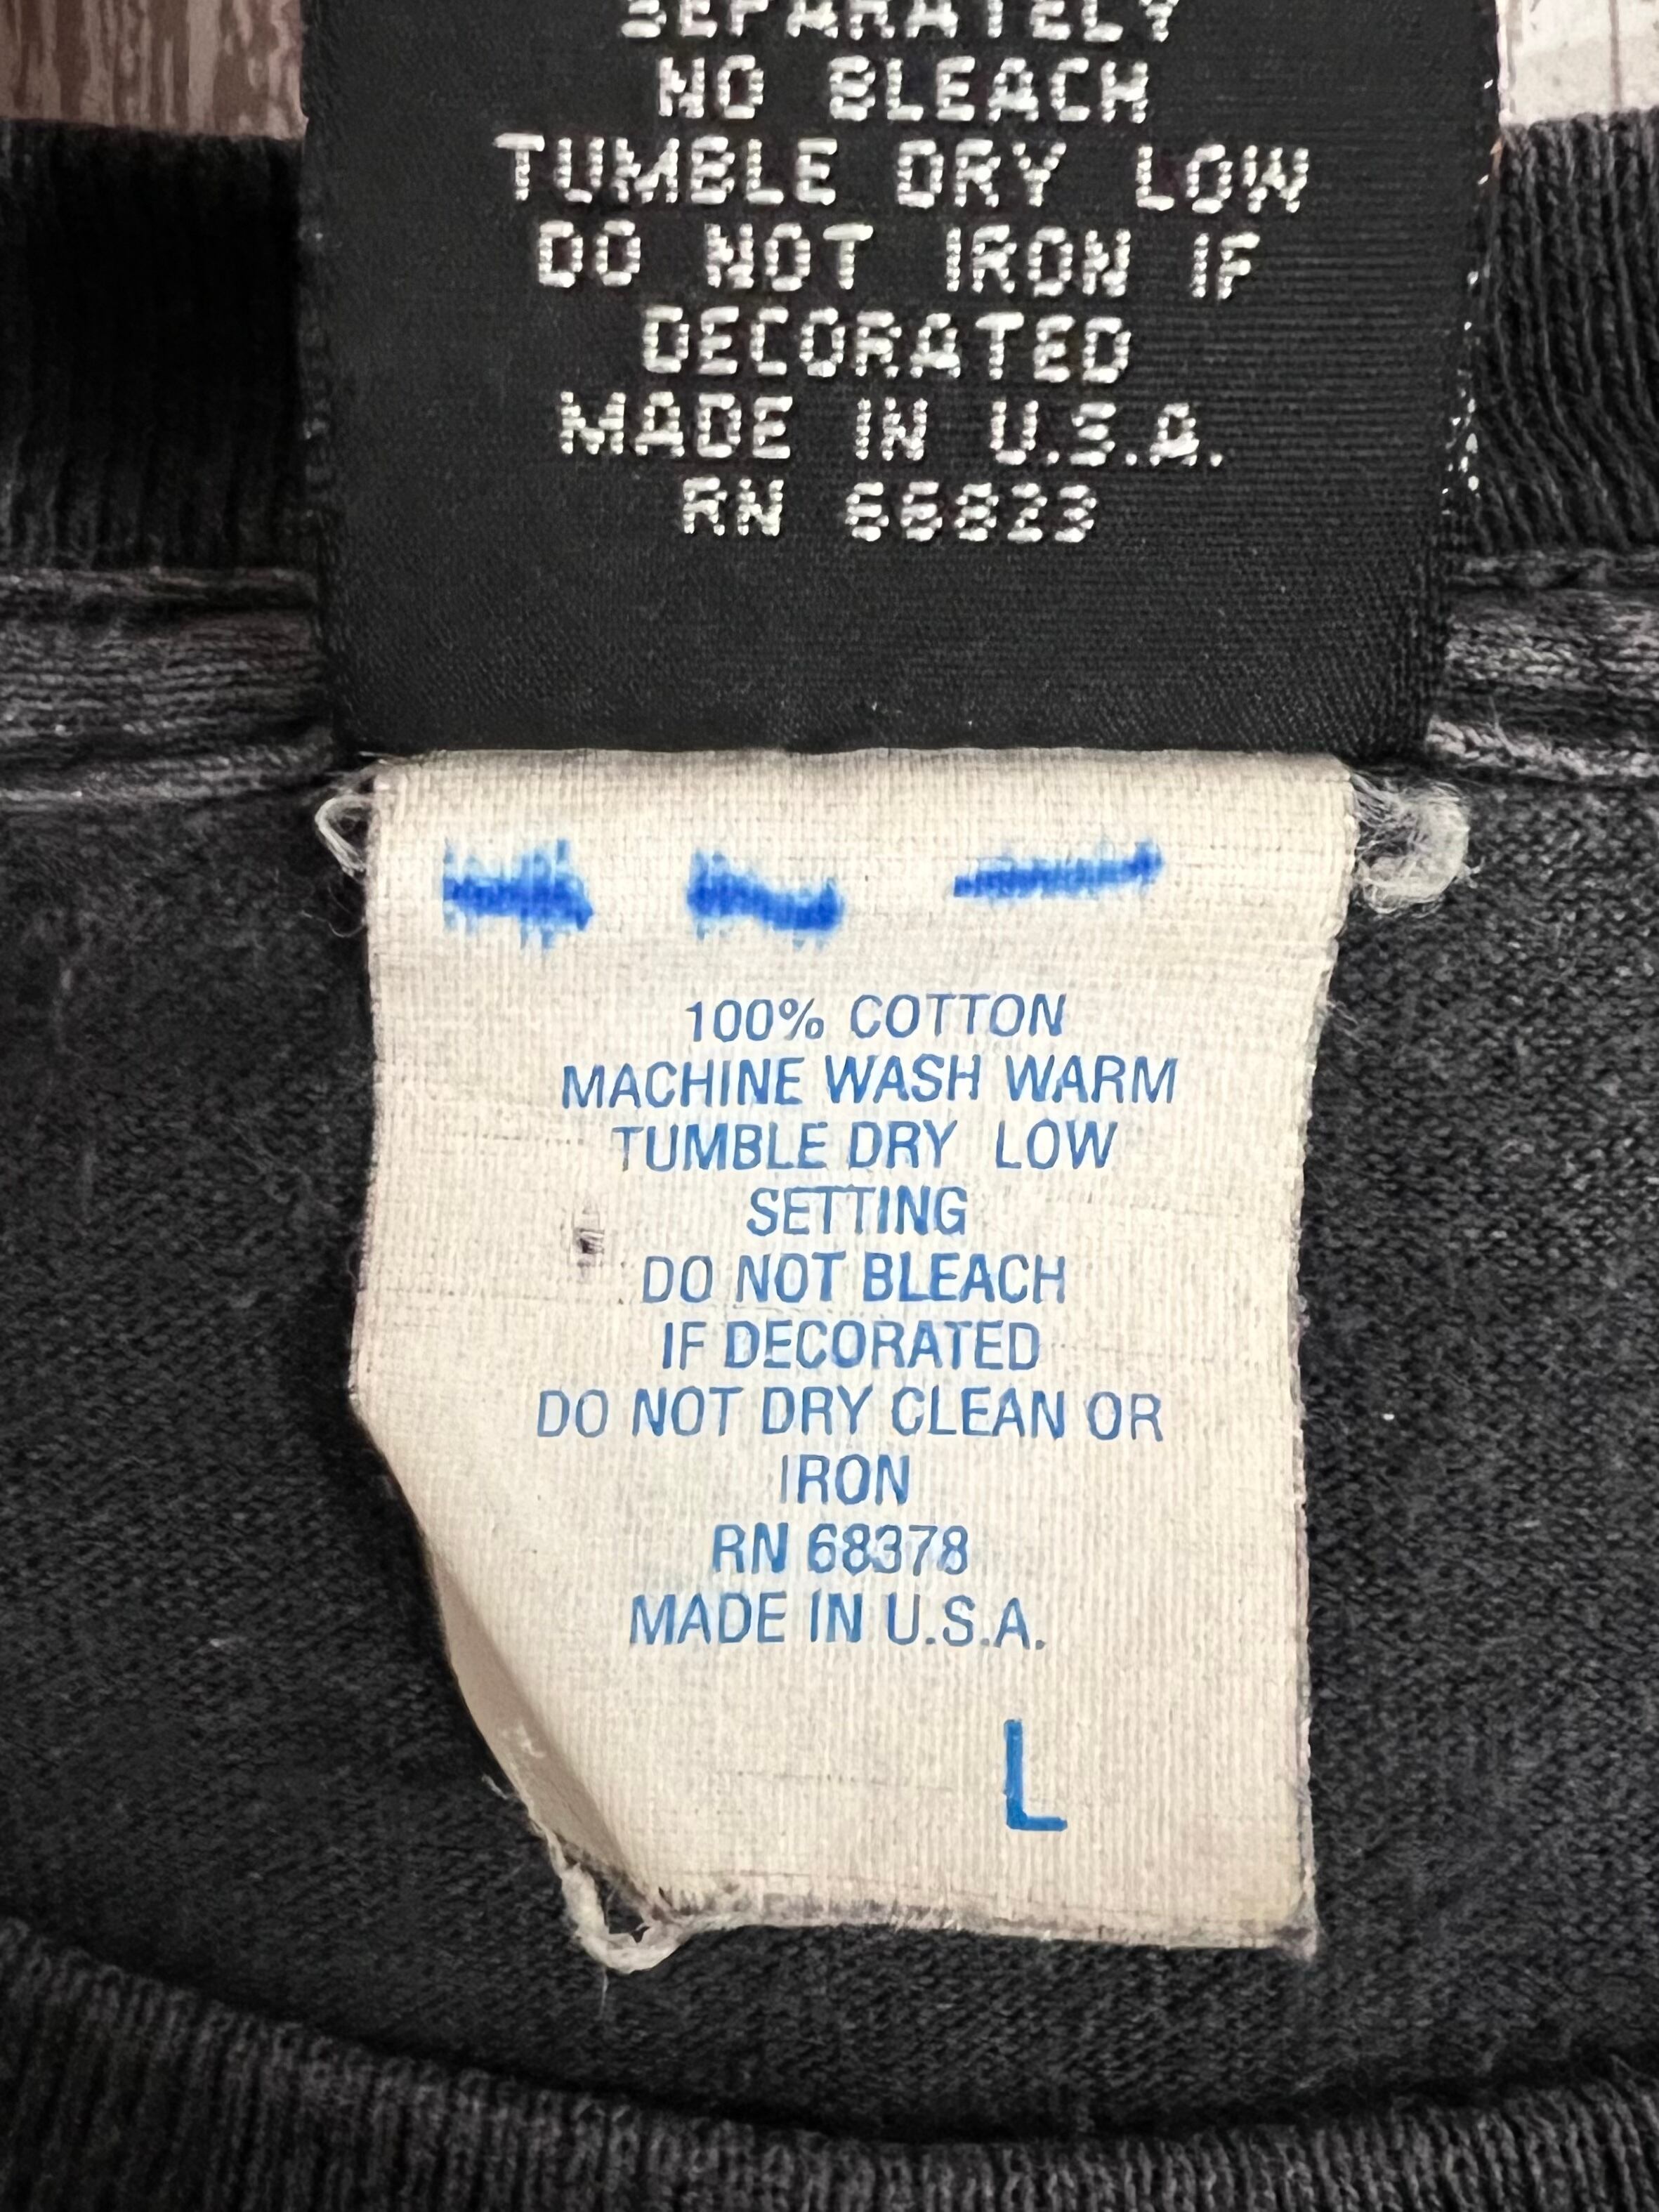 SEPARATELY
NO BLEACH
TUMBLE DRY LOW
DO NOT IRON IF
DECORATED
MADE IN U.S.A.
RN 66823
100% COTTON
MACHINE WASH WARM
TUMBLE DRY LOW
SETTING
DO NOT BLEACH
IF DECORATED
DO NOT DRY CLEAN OR
IRON
RN 68378
MADE IN U.S.A.
L